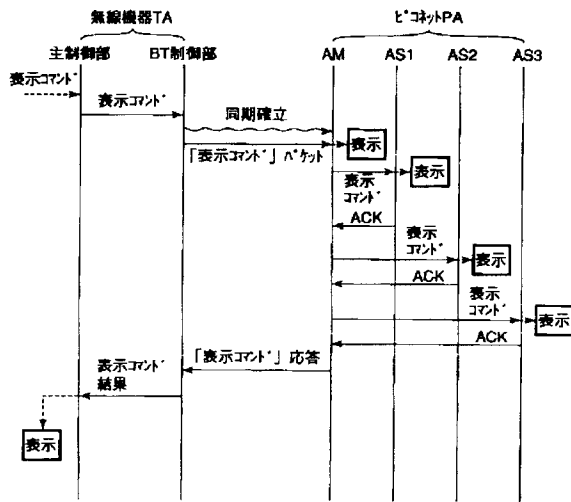 無線機器TA
ピコネットPA
主制御部
BT制御部
AM
AS1
AS2
AS3
表示コマンド
表示コマンド
同期確立
「表示コマンド」パケット
表示
表示
コマンド
表示
ACK
表示
コマンド
表示
ACK
表示
コマンド
表示
ACK
「表示コマンド」応答
表示コマンド
結果
表示